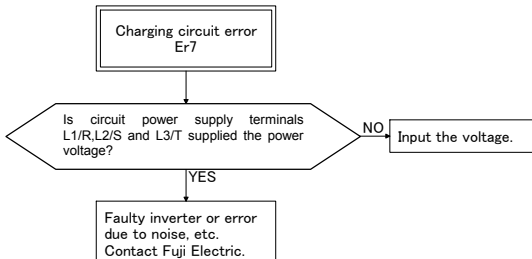 Charging circuit error
Er7
Is circuit power supply terminals
L1/R,L2/S and L3/T supplied the power
voltage?
NO
Input the voltage.
YES
Faulty inverter or error
due to noise, etc.
Contact Fuji Electric.